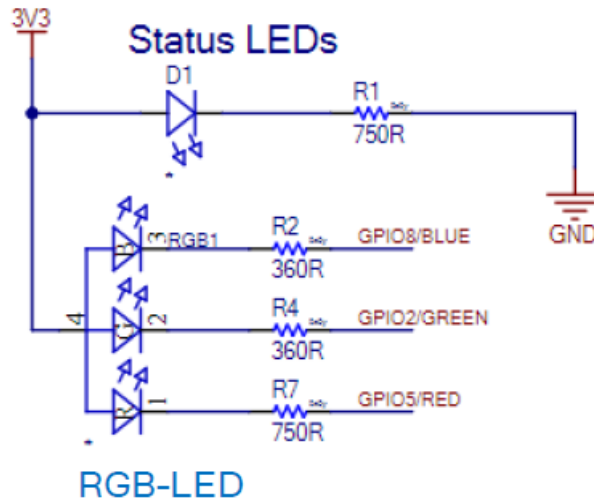 3V3
Status LEDs
D1
R1
750R
*
GND
B
3
RGB1
R2
360R
GPIO8/BLUE
4
G
2
R4
360R
GPIO2/GREEN
R
1
R7
750R
GPIO5/RED
*
RGB-LED